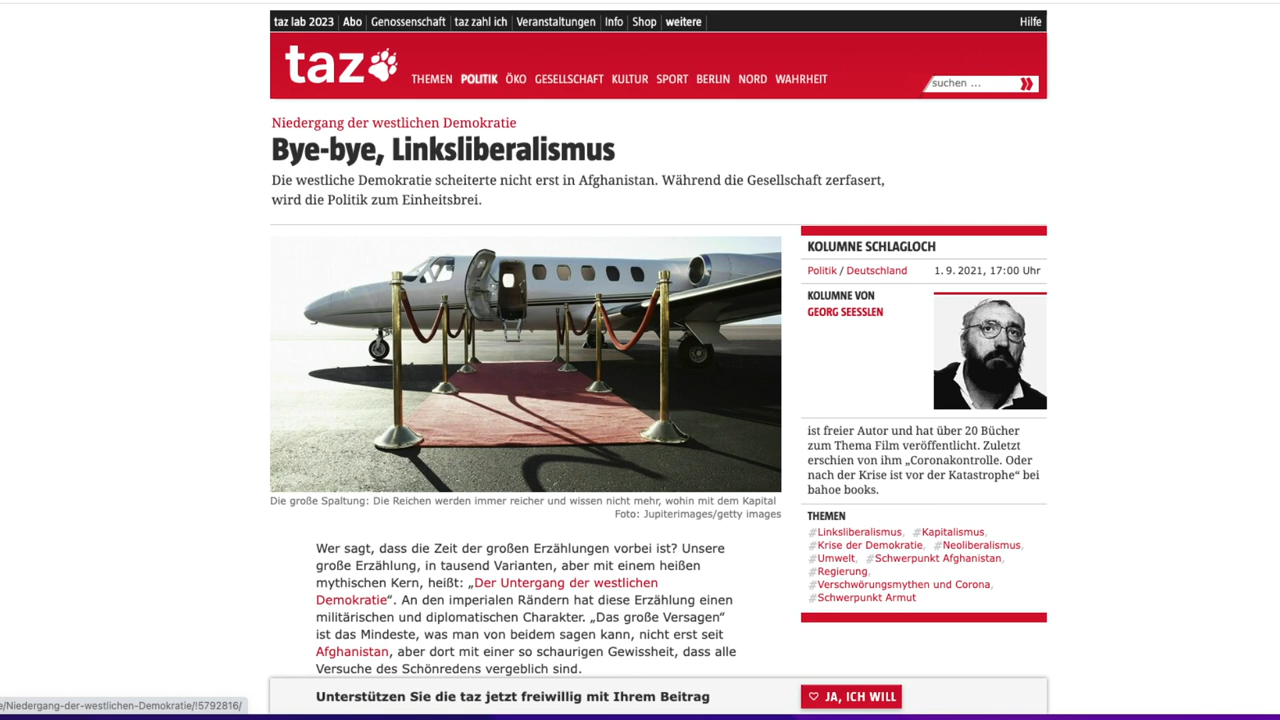 taz lab 2023 Abo Genossenschaft taz zahl ich Veranstaltungen Info Shop weitere Hilfe
taz
THEMEN POLITIK ÖKO GESELLSCHAFT KULTUR SPORT BERLIN NORD WAHRHEIT
suchen ...
Niedergang der westlichen Demokratie
Bye-bye, Linksliberalismus
Die westliche Demokratie scheiterte nicht erst in Afghanistan. Während die Gesellschaft zerfasert,
wird die Politik zum Einheitsbrei.
Die große Spaltung: Die Reichen werden immer reicher und wissen nicht mehr, wohin mit dem Kapital
Foto: Jupiterimages/getty images
Wer sagt, dass die Zeit der großen Erzählungen vorbei ist? Unsere
große Erzählung, in tausend Varianten, aber mit einem heißen
mythischen Kern, heißt: „Der Untergang der westlichen
Demokratie“. An den imperialen Rändern hat diese Erzählung einen
militärischen und diplomatischen Charakter. „Das große Versagen“
ist das Mindeste, was man von beidem sagen kann, nicht erst seit
Afghanistan, aber dort mit einer so schaurigen Gewissheit, dass alle
Versuche des Schönredens vergeblich sind.
KOLUMNE SCHLAGLOCH
Politik / Deutschland 1. 9. 2021, 17:00 Uhr
KOLUMNE VON
GEORG SEESSLEN
ist freier Autor und hat über 20 Bücher
zum Thema Film veröffentlicht. Zuletzt
erschien von ihm „Coronakontrolle. Oder
nach der Krise ist vor der Katastrophe“ bei
bahoe books.
THEMEN
#Linksliberalismus, #Kapitalismus,
#Krise der Demokratie, #Neoliberalismus,
#Umwelt, #Schwerpunkt Afghanistan,
#Regierung,
#Verschwörungsmythen und Corona,
#Schwerpunkt Armut
Unterstützen Sie die taz jetzt freiwillig mit Ihrem Beitrag
JA, ICH WILL
e/Niedergang-der-westlichen-Demokratie/!5792816/